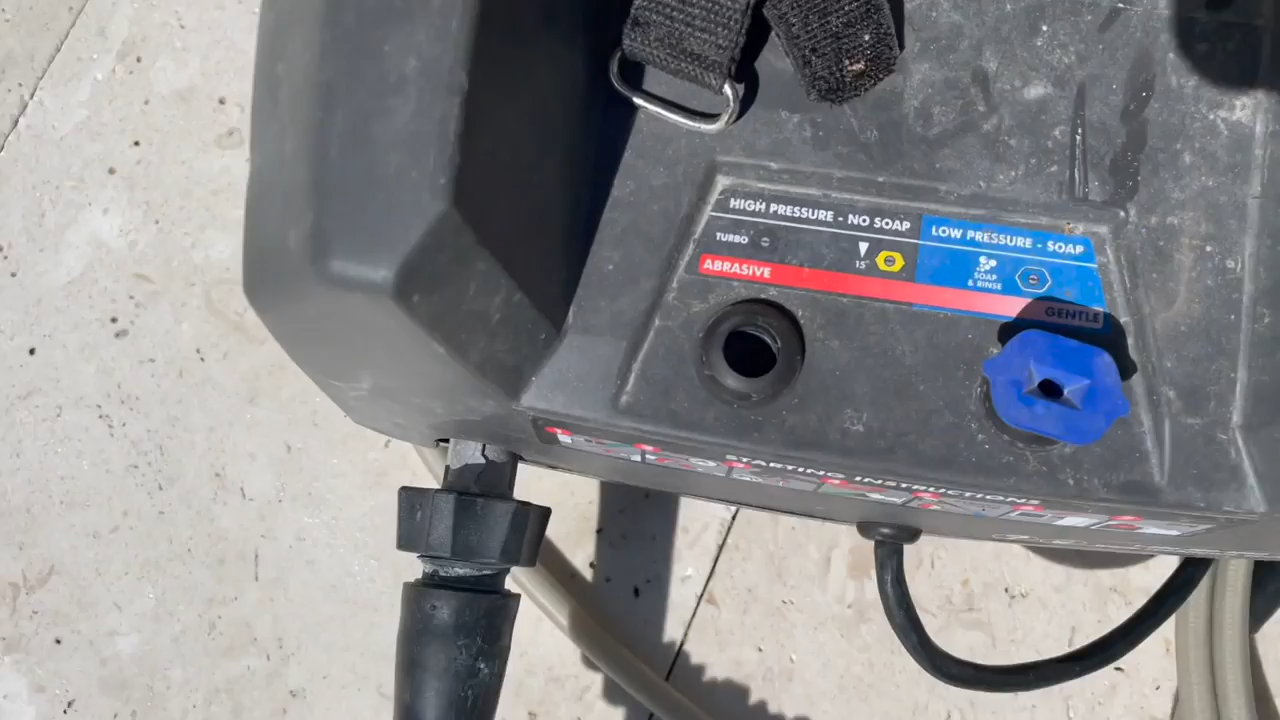 HIGH PRESSURE - NO SOAP
TURBO
15°
ABRASIVE
LOW PRESSURE - SOAP
SOAP
& RINSE
GENTLE
STARTING INSTRUCTIONS